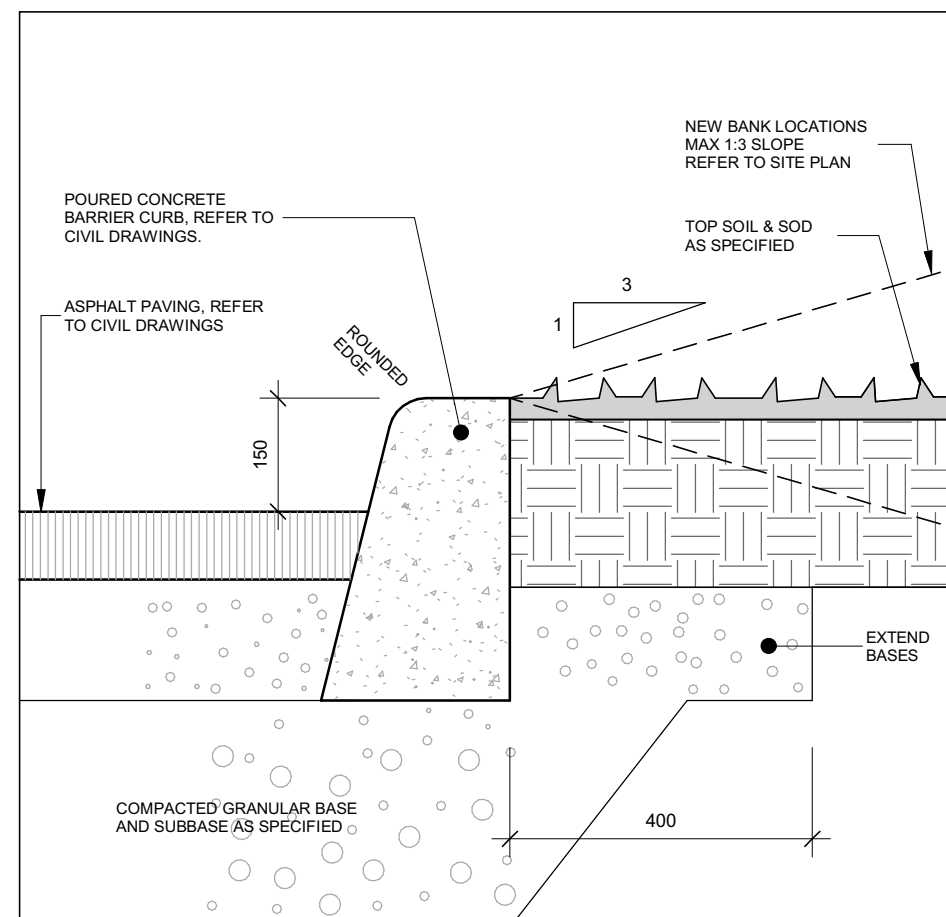 NEW BANK LOCATIONS
MAX 1:3 SLOPE
REFER TO SITE PLAN
POURED CONCRETE
BARRIER CURB, REFER TO
CIVIL DRAWINGS.
TOP SOIL & SOD
AS SPECIFIED
3
1
ASPHALT PAVING, REFER
TO CIVIL DRAWINGS
ROUNDED
EDGE
150
EXTEND
BASES
COMPACTED GRANULAR BASE
AND SUBBASE AS SPECIFIED
400